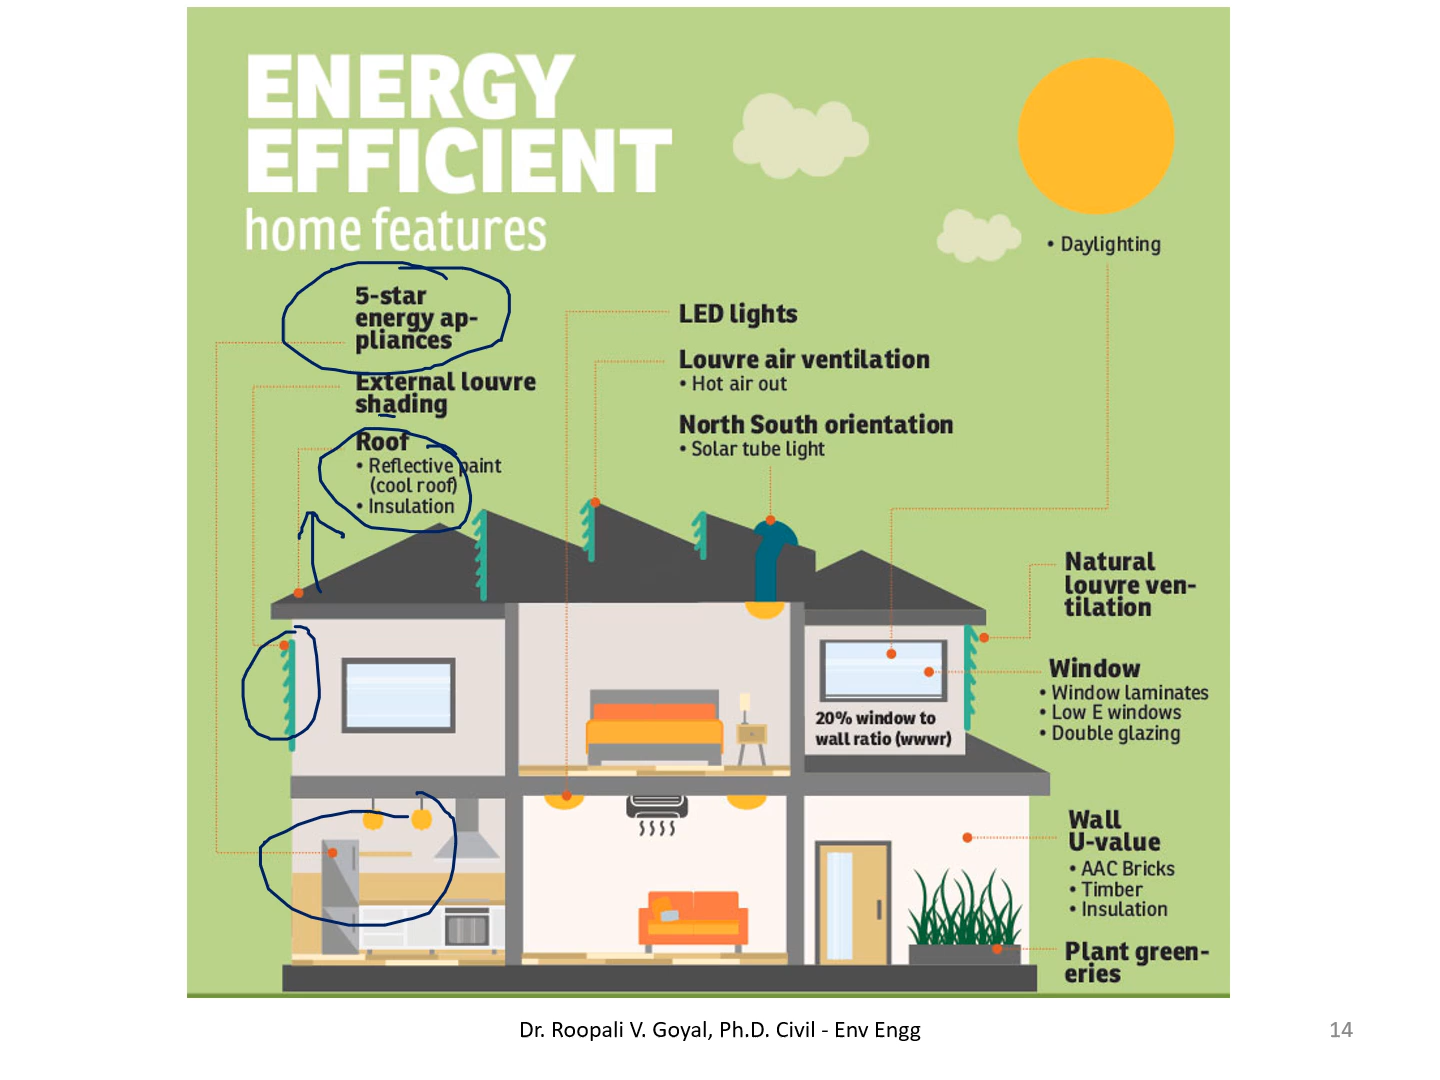 ENERGY
EFFICIENT
home features
• Daylighting
5-star
energy ap-
pliances
External louvre
shading
Roof
• Reflective paint
(cool roof)
• Insulation
LED lights
Louvre air ventilation
• Hot air out
North South orientation
• Solar tube light
Natural
louvre ven-
tilation
Window
• Window laminates
• Low E windows
• Double glazing
20% window to
wall ratio (wwwr)
Wall
U-value
• AAC Bricks
• Timber
• Insulation
Plant green-
eries
Dr. Roopali V. Goyal, Ph.D. Civil - Env Engg
14